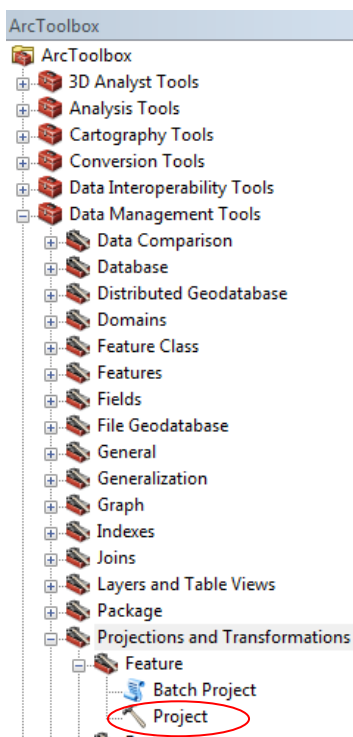 ArcToolbox
ArcToolbox
3D Analyst Tools
Analysis Tools
Cartography Tools
Conversion Tools
Data Interoperability Tools
Data Management Tools
Data Comparison
Database
Distributed Geodatabase
Domains
Feature Class
Features
Fields
File Geodatabase
General
Generalization
Graph
Indexes
Joins
Layers and Table Views
Package
Projections and Transformations
Feature
Batch Project
Project